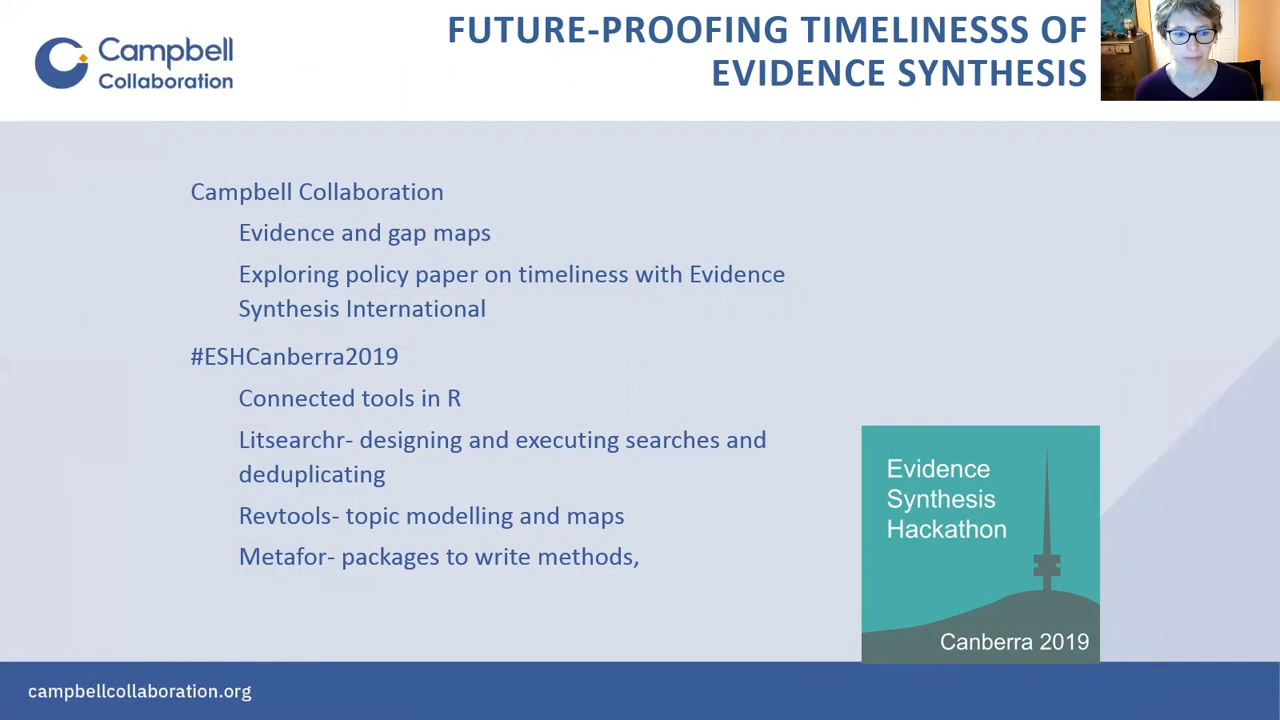 Campbell
Collaboration
FUTURE-PROOFING TIMELINESSS OF
EVIDENCE SYNTHESIS
Campbell Collaboration
Evidence and gap maps
Exploring policy paper on timeliness with Evidence
Synthesis International
#ESHCanberra2019
Connected tools in R
Litsearchr- designing and executing searches and
deduplicating
Revtools- topic modelling and maps
Metafor- packages to write methods,
Evidence
Synthesis
Hackathon
Canberra 2019
campbellcollaboration.org